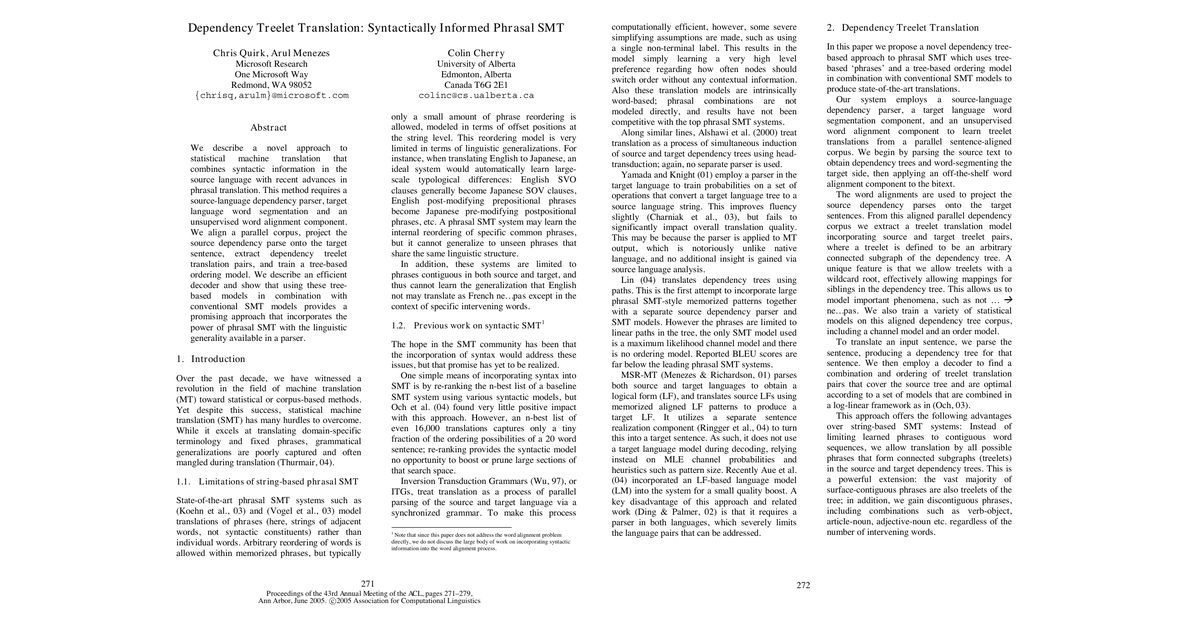 Dependency Treelet Translation: Syntactically Informed Phrasal SMT
Chris Quirk, Arul Menezes
Microsoft Research
One Microsoft Way
Redmond, WA 98052
{chrisq,arulm}@microsoft.com
Colin Cherry
University of Alberta
Edmonton, Alberta
Canada T6G 2E1
colinc@cs.ualberta.ca
Abstract
We describe a novel approach to
statistical machine translation that
combines syntactic information in the
source language with recent advances in
phrasal translation. This method requires a
source-language dependency parser, target
language word segmentation and an
unsupervised word alignment component.
We align a parallel corpus, project the
source dependency parse onto the target
sentence, extract dependency treelet
translation pairs, and train a tree-based
ordering model. We describe an efficient
decoder and show that using these tree-
based models in combination with
conventional SMT models provides a
promising approach that incorporates the
power of phrasal SMT with the linguistic
generality available in a parser.
1. Introduction
Over the past decade, we have witnessed a
revolution in the field of machine translation
(MT) toward statistical or corpus-based methods.
Yet despite this success, statistical machine
translation (SMT) has many hurdles to overcome.
While it excels at translating domain-specific
terminology and fixed phrases, grammatical
generalizations are poorly captured and often
mangled during translation (Thurmair, 04).
1.1. Limitations of string-based phrasal SMT
State-of-the-art phrasal SMT systems such as
(Koehn et al., 03) and (Vogel et al., 03) model
translations of phrases (here, strings of adjacent
words, not syntactic constituents) rather than
individual words. Arbitrary reordering of words is
allowed within memorized phrases, but typically
only a small amount of phrase reordering is
allowed, modeled in terms of offset positions at
the string level. This reordering model is very
limited in terms of linguistic generalizations. For
instance, when translating English to Japanese, an
ideal system would automatically learn large-
scale typological differences: English SVO
clauses generally become Japanese SOV clauses,
English post-modifying prepositional phrases
become Japanese pre-modifying postpositional
phrases, etc. A phrasal SMT system may learn the
internal reordering of specific common phrases,
but it cannot generalize to unseen phrases that
share the same linguistic structure.
In addition, these systems are limited to
phrases contiguous in both source and target, and
thus cannot learn the generalization that English
not may translate as French ne…pas except in the
context of specific intervening words.
1.2. Previous work on syntactic SMT1
The hope in the SMT community has been that
the incorporation of syntax would address these
issues, but that promise has yet to be realized.
One simple means of incorporating syntax into
SMT is by re-ranking the n-best list of a baseline
SMT system using various syntactic models, but
Och et al. (04) found very little positive impact
with this approach. However, an n-best list of
even 16,000 translations captures only a tiny
fraction of the ordering possibilities of a 20 word
sentence; re-ranking provides the syntactic model
no opportunity to boost or prune large sections of
that search space.
Inversion Transduction Grammars (Wu, 97), or
ITGs, treat translation as a process of parallel
parsing of the source and target language via a
synchronized grammar. To make this process
1 Note that since this paper does not address the word alignment problem
directly, we do not discuss the large body of work on incorporating syntactic
information into the word alignment process.
271
Proceedings of the 43rd Annual Meeting of the ACL, pages 271–279,
Ann Arbor, June 2005. ©2005 Association for Computational Linguistics
computationally efficient, however, some severe
simplifying assumptions are made, such as using
a single non-terminal label. This results in the
model simply learning a very high level
preference regarding how often nodes should
switch order without any contextual information.
Also these translation models are intrinsically
word-based; phrasal combinations are not
modeled directly, and results have not been
competitive with the top phrasal SMT systems.
Along similar lines, Alshawi et al. (2000) treat
translation as a process of simultaneous induction
of source and target dependency trees using head-
transduction; again, no separate parser is used.
Yamada and Knight (01) employ a parser in the
target language to train probabilities on a set of
operations that convert a target language tree to a
source language string. This improves fluency
slightly (Charniak et al., 03), but fails to
significantly impact overall translation quality.
This may be because the parser is applied to MT
output, which is notoriously unlike native
language, and no additional insight is gained via
source language analysis.
Lin (04) translates dependency trees using
paths. This is the first attempt to incorporate large
phrasal SMT-style memorized patterns together
with a separate source dependency parser and
SMT models. However the phrases are limited to
linear paths in the tree, the only SMT model used
is a maximum likelihood channel model and there
is no ordering model. Reported BLEU scores are
far below the leading phrasal SMT systems.
MSR-MT (Menezes & Richardson, 01) parses
both source and target languages to obtain a
logical form (LF), and translates source LFs using
memorized aligned LF patterns to produce a
target LF. It utilizes a separate sentence
realization component (Ringger et al., 04) to turn
this into a target sentence. As such, it does not use
a target language model during decoding, relying
instead on MLE channel probabilities and
heuristics such as pattern size. Recently Aue et al.
(04) incorporated an LF-based language model
(LM) into the system for a small quality boost. A
key disadvantage of this approach and related
work (Ding & Palmer, 02) is that it requires a
parser in both languages, which severely limits
the language pairs that can be addressed.
2. Dependency Treelet Translation
In this paper we propose a novel dependency tree-
based approach to phrasal SMT which uses tree-
based ‘phrases’ and a tree-based ordering model
in combination with conventional SMT models to
produce state-of-the-art translations.
Our system employs a source-language
dependency parser, a target language word
segmentation component, and an unsupervised
word alignment component to learn treelet
translations from a parallel sentence-aligned
corpus. We begin by parsing the source text to
obtain dependency trees and word-segmenting the
target side, then applying an off-the-shelf word
alignment component to the bitext.
The word alignments are used to project the
source dependency parses onto the target
sentences. From this aligned parallel dependency
corpus we extract a treelet translation model
incorporating source and target treelet pairs,
where a treelet is defined to be an arbitrary
connected subgraph of the dependency tree. A
unique feature is that we allow treelets with a
wildcard root, effectively allowing mappings for
siblings in the dependency tree. This allows us to
model important phenomena, such as not … →
ne…pas. We also train a variety of statistical
models on this aligned dependency tree corpus,
including a channel model and an order model.
To translate an input sentence, we parse the
sentence, producing a dependency tree for that
sentence. We then employ a decoder to find a
combination and ordering of treelet translation
pairs that cover the source tree and are optimal
according to a set of models that are combined in
a log-linear framework as in (Och, 03).
This approach offers the following advantages
over string-based SMT systems: Instead of
limiting learned phrases to contiguous word
sequences, we allow translation by all possible
phrases that form connected subgraphs (treelets)
in the source and target dependency trees. This is
a powerful extension: the vast majority of
surface-contiguous phrases are also treelets of the
tree; in addition, we gain discontiguous phrases,
including combinations such as verb-object,
article-noun, adjective-noun etc. regardless of the
number of intervening words.
272